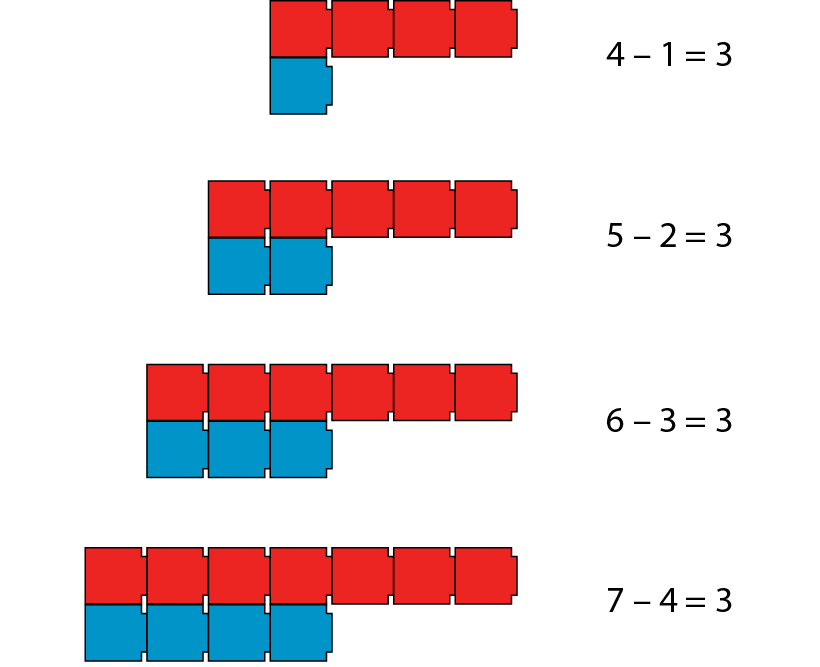 4 – 1 = 3
5 – 2 = 3
6 – 3 = 3
7 – 4 = 3